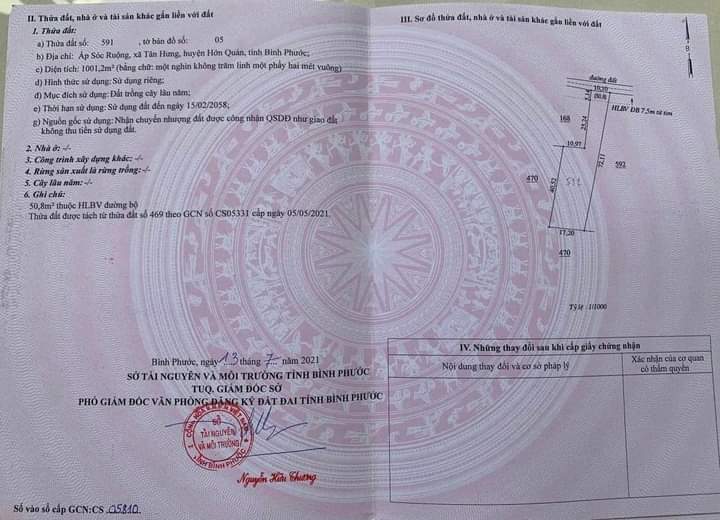 II. Thửa đất, nhà ở và tài sản khác gắn liền với đất
1. Thửa đất:
a) Thửa đất số: 591 , tờ bản đồ số: 05
b) Địa chỉ: Ấp Sóc Ruộng, xã Tân Hưng, huyện Hớn Quản, tỉnh Bình Phước;
c) Diện tích: 1001,2m² (bằng chữ: một nghìn không trăm linh một phẩy hai mét vuông)
d) Hình thức sử dụng: Sử dụng riêng;
đ) Mục đích sử dụng: Đất trồng cây lâu năm;
e) Thời hạn sử dụng: Sử dụng đất đến ngày 15/02/2058;
g) Nguồn gốc sử dụng: Nhận chuyển nhượng đất được công nhận QSDĐ như giao đất
không thu tiền sử dụng đất.
2. Nhà ở: -/-
3. Công trình xây dựng khác: -/-
4. Rừng sản xuất là rừng trồng: -/-
5. Cây lâu năm: -/-
6. Ghi chú:
50,8m² thuộc HLBV đường bộ
Thửa đất được tách từ thửa đất số 469 theo GCN số CS05331 cấp ngày 05/05/2021.
Bình Phước, ngày 13 tháng 7 năm 2021
SỞ TÀI NGUYÊN VÀ MÔI TRƯỜNG TỈNH BÌNH PHƯỚC
TUQ. GIÁM ĐỐC SỞ
PHÓ GIÁM ĐỐC VĂN PHÒNG ĐĂNG KÝ ĐẤT ĐAI TỈNH BÌNH PHƯỚC
SỞ
TÀI NGUYÊN
VÀ MÔI TRƯỜNG
TỈNH BÌNH PHƯỚC
Nguyễn Hữu Thương
Số vào sổ cấp GCN:CS 05810
III. Sơ đồ thửa đất, nhà ở và tài sản khác gắn liền với đất
B
đường đất
10,10
HLBV ĐB 7,5m từ tim
168
25,24
10,97
72,11
592
470
40,52
591
17,20
470
Tỷ lệ : 1/1000
IV. Những thay đổi sau khi cấp giấy chứng nhận
Nội dung thay đổi và cơ sở pháp lý
Xác nhận của cơ quan
có thẩm quyền